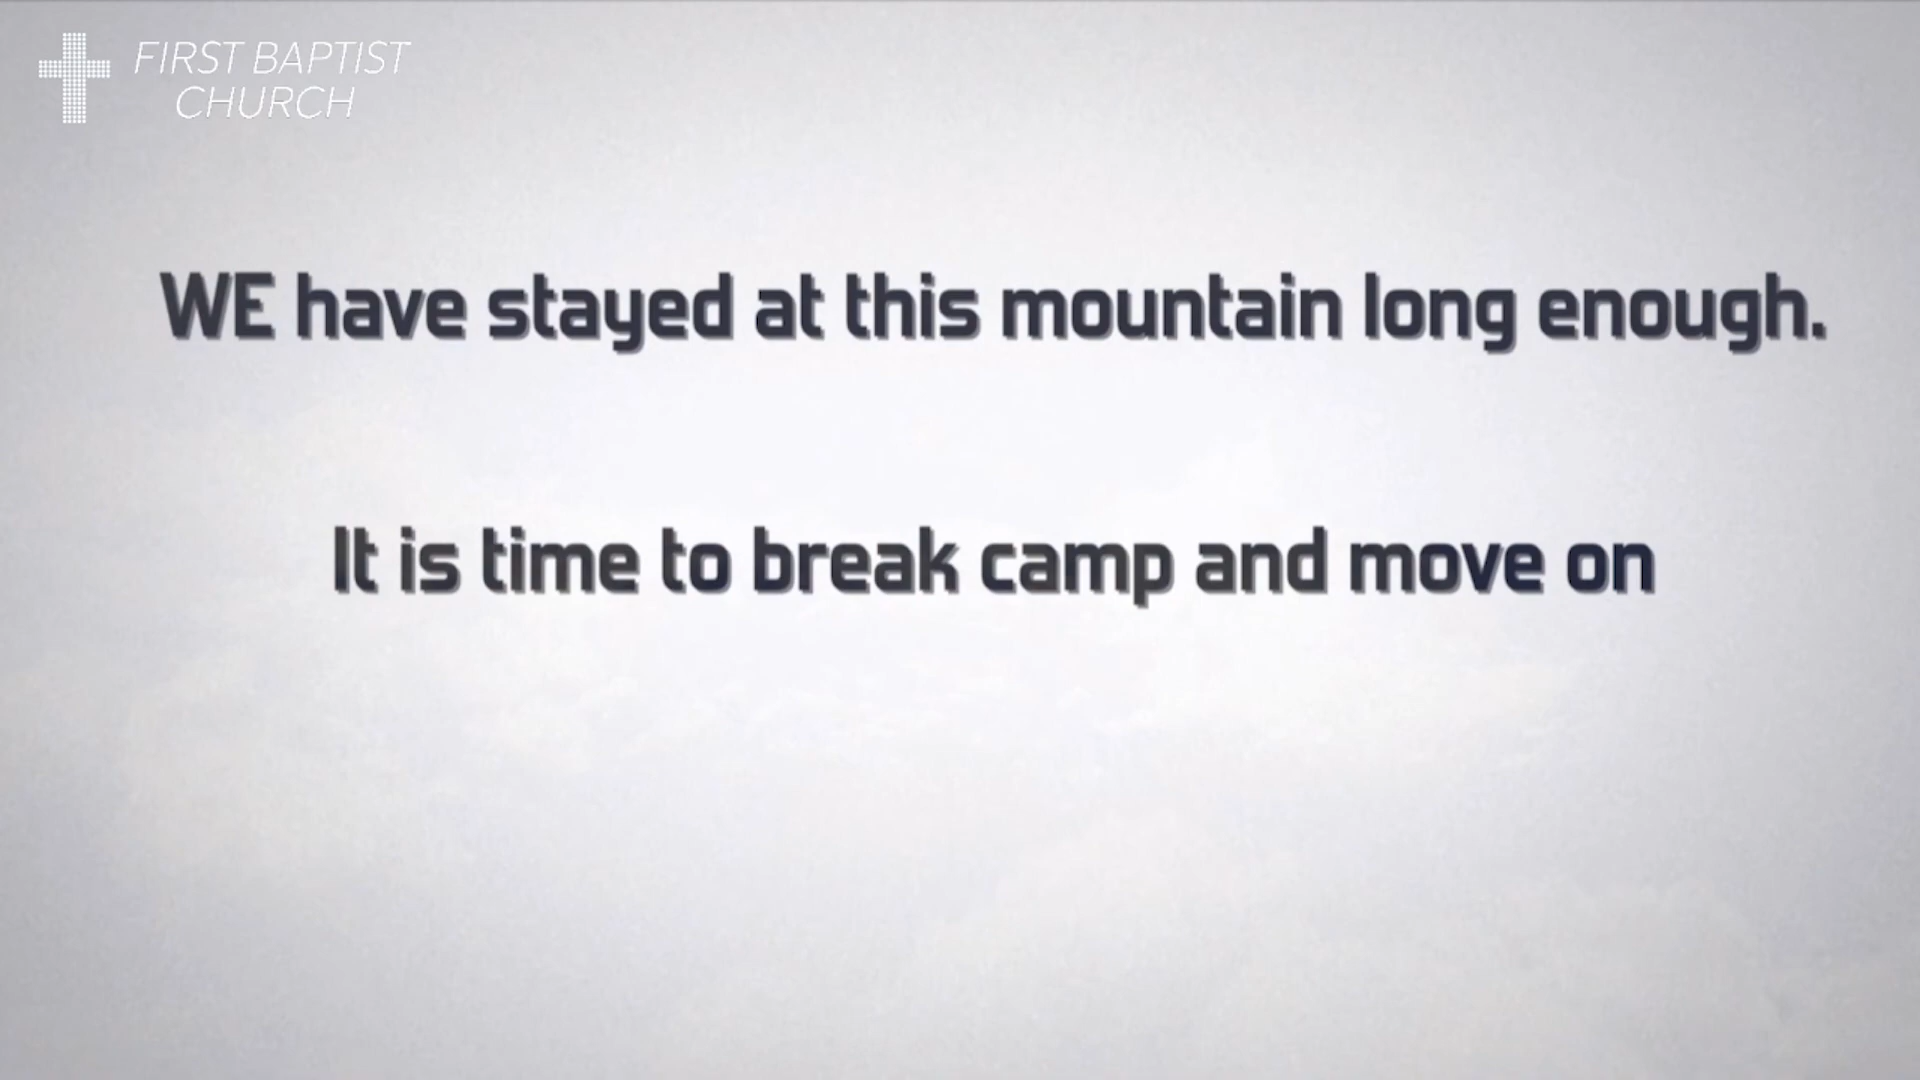 FIRST BAPTIST
CHURCH
WE have stayed at this mountain long enough.
It is time to break camp and move on